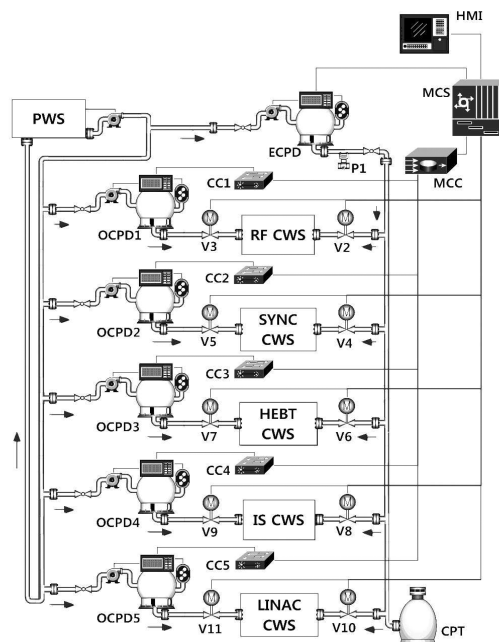 HMI
PWS
MCS
ECPD
P1
MCC
CC1
OCPD1
V3
RF CWS
V2
CC2
OCPD2
V5
SYNC
CWS
V4
CC3
OCPD3
V7
HEBT
CWS
V6
CC4
OCPD4
V9
IS CWS
V8
CC5
OCPD5
V11
LINAC
CWS
V10
CPT